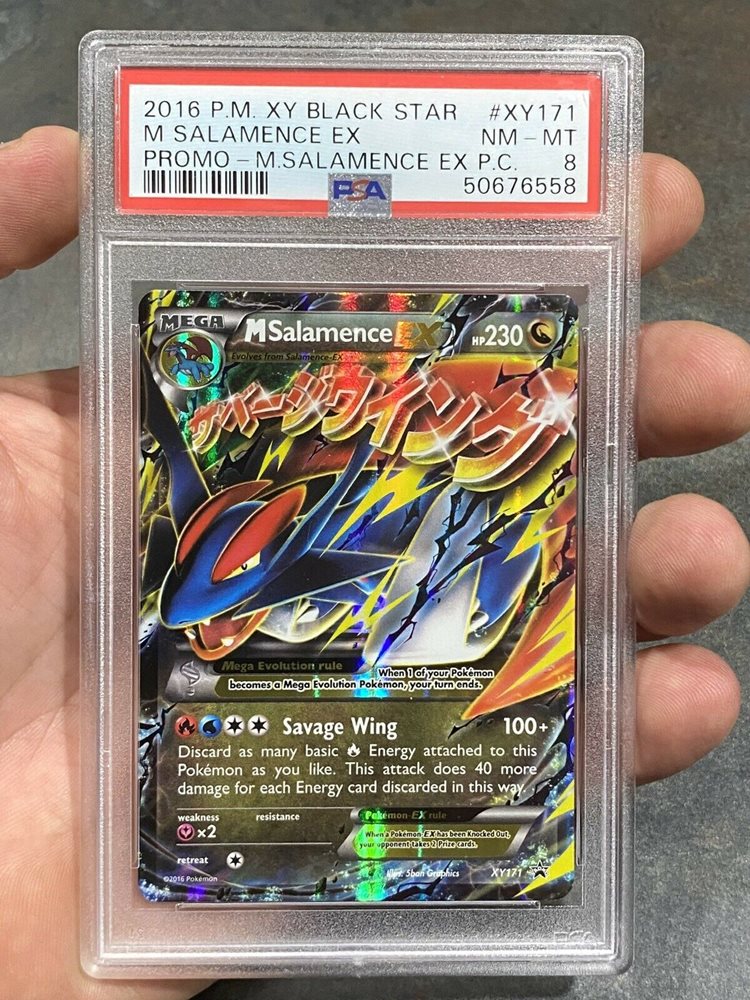 2016 P.M. XY BLACK STAR #XY171
M SALAMENCE EX NM - MT
PROMO - M.SALAMENCE EX P.C. 8
PSA 50676558
MEGA MSalamence EX HP230
Evolves from Salamence-EX
サベージウイング
Mega Evolution rule When 1 of your Pokémon
becomes a Mega Evolution Pokémon, your turn ends.
Savage Wing 100+
Discard as many basic Energy attached to this
Pokémon as you like. This attack does 40 more
damage for each Energy card discarded in this way.
weakness resistance
×2
Pokémon-EX rule
When a Pokémon-EX has been Knocked Out,
your opponent takes 2 Prize cards.
retreat
©2016 Pokémon Illus. 5ban Graphics XY171